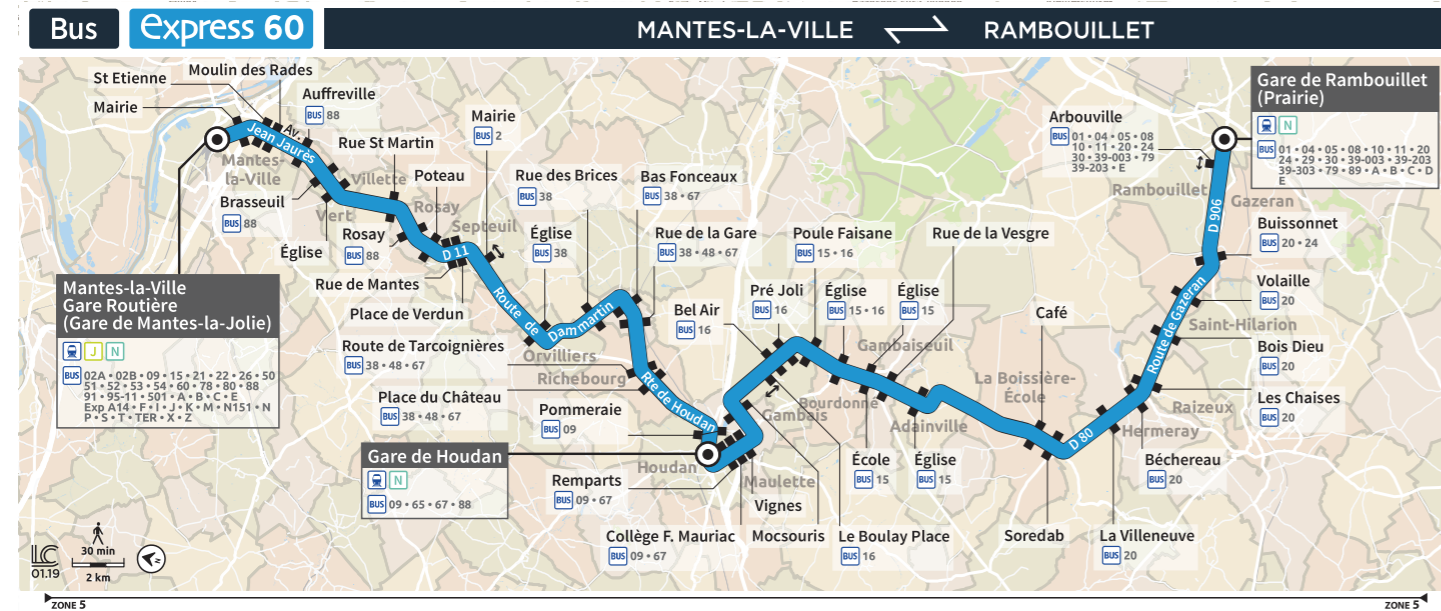 Bus
express 60
MANTES-LA-VILLE
RAMBOUILLET
St Etienne
Moulin des Rades
Mairie
Auffreville
BUS 88
Av.
Jean Jaurès
Mantes-
la-Ville
Rue St Martin
Mairie
BUS 2
Villette
Poteau
Brasseuil
BUS 88
Vert
Rosay
Septeuil
Église
Rosay
BUS 88
D 11
Rue de Mantes
Place de Verdun
Mantes-la-Ville
Gare Routière
(Gare de Mantes-la-Jolie)
J
N
BUS 02A • 02B • 09 • 15 • 21 • 22 • 26 • 50
51 • 52 • 53 • 54 • 60 • 78 • 80 • 88
91 • 95-11 • 501 • A • B • C • E
Exp A14 • F • I • J • K • M • N151 • N
P • S • T • TER • X • Z
Rue des Brices
BUS 38
Église
BUS 38
Bas Fonceaux
BUS 38 • 67
Rue de la Gare
BUS 38 • 48 • 67
Route de
Dammartin
Orvilliers
Richebourg
Route de Tarcoignières
BUS 38 • 48 • 67
Place du Château
BUS 38 • 48 • 67
Rte de Houdan
Pommeraie
BUS 09
Gare de Houdan
N
BUS 09 • 65 • 67 • 88
Houdan
Remparts
BUS 09 • 67
Maulette
Vignes
Collège F. Mauriac
BUS 09 • 67
Mocsouris
Le Boulay Place
BUS 16
Bel Air
BUS 16
Pré Joli
BUS 16
Gambais
Poule Faisane
BUS 15 • 16
Église
BUS 15 • 16
Église
BUS 15
Rue de la Vesgre
Gambaiseuil
Bourdonne
Adainville
École
BUS 15
Église
BUS 15
Café
La Boissière-
École
Soredab
D 80
La Villeneuve
BUS 20
Hermeray
Béchereau
BUS 20
Raizeux
Les Chaises
BUS 20
Bois Dieu
BUS 20
Saint-Hilarion
Volaille
BUS 20
Route de Gazeran
Buissonnet
BUS 20 • 24
Gazeran
D 906
Rambouillet
Arbouville
BUS 01 • 04 • 05 • 08
10 • 11 • 20 • 24
30 • 39-003 • 79
39-203 • E
Gare de Rambouillet
(Prairie)
N
BUS 01 • 04 • 05 • 08 • 10 • 11 • 20
24 • 29 • 30 • 39-003 • 39-203
39-303 • 79 • 89 • A • B • C • D
E
LC
01.19
30 min
2 km
N
ZONE 5
ZONE 5